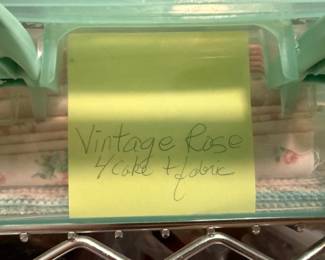 Vintage Rose
4 Cake + fabric